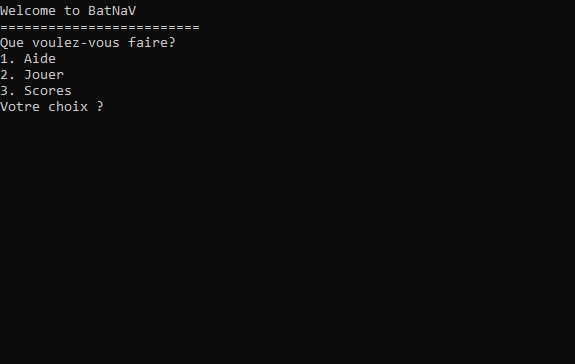 Welcome to BatNaV
=========================
Que voulez-vous faire?
1. Aide
2. Jouer
3. Scores
Votre choix ?